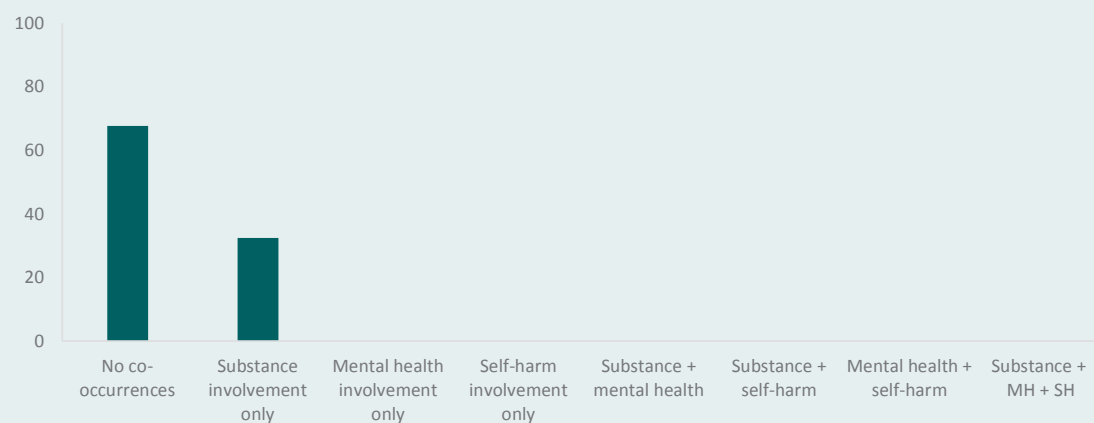 100
80
60
40
20
0
No co-
occurrences
Substance
involvement
only
Mental health
involvement
only
Self-harm
involvement
only
Substance +
mental health
Substance +
self-harm
Mental health +
self-harm
Substance +
MH + SH